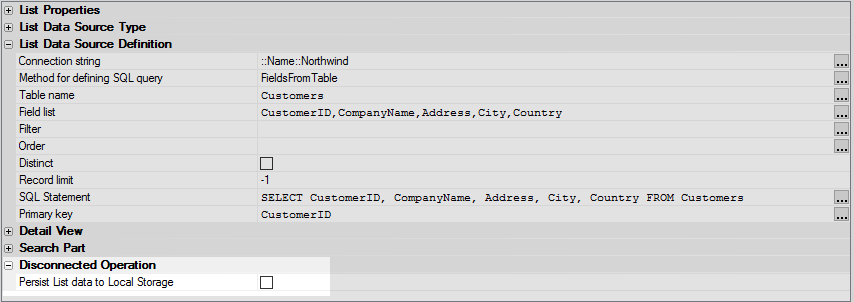 List Properties
List Data Source Type
List Data Source Definition
Connection string ::Name::Northwind ...
Method for defining SQL query FieldsFromTable ...
Table name Customers ...
Field list CustomerID,CompanyName,Address,City,Country ...
Filter ...
Order ...
Distinct
Record limit -1
SQL Statement SELECT CustomerID, CompanyName, Address, City, Country FROM Customers ...
Primary key CustomerID ...
Detail View
Search Part
Disconnected Operation
Persist List data to Local Storage